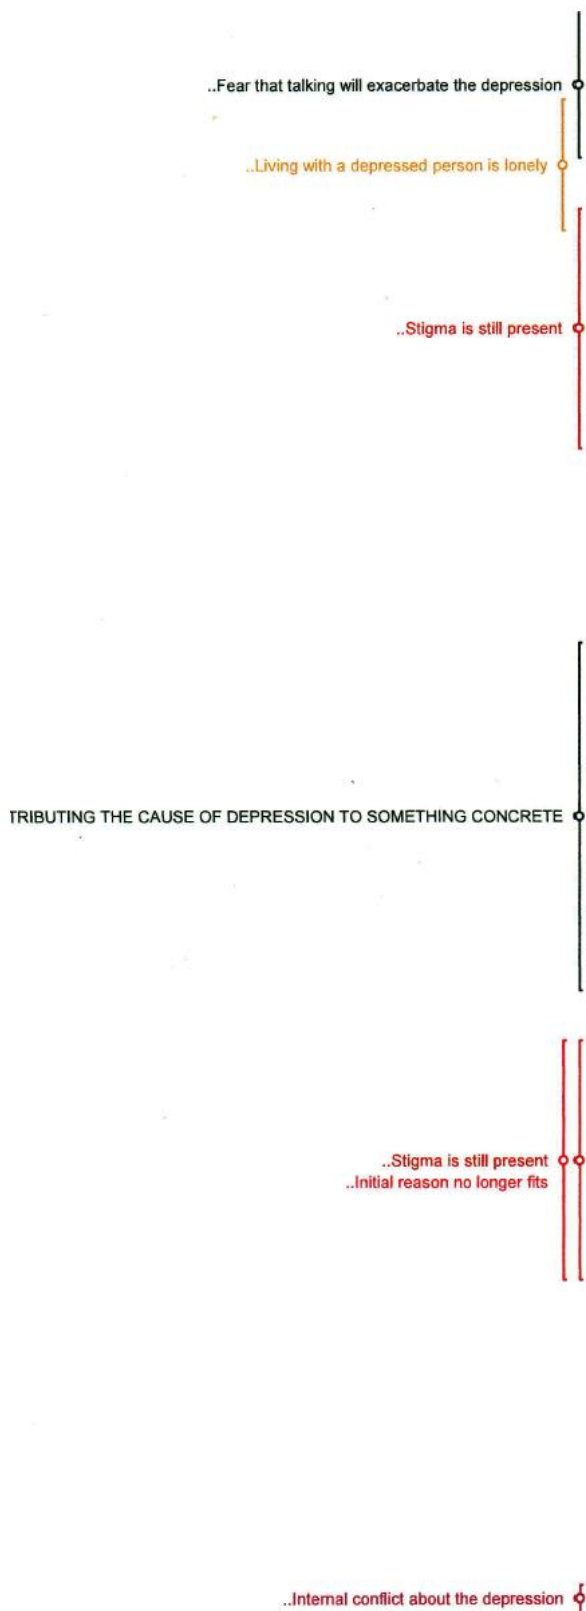 ..Fear that talking will exacerbate the depression
..Living with a depressed person is lonely
..Stigma is still present
TRIBUTING THE CAUSE OF DEPRESSION TO SOMETHING CONCRETE
..Stigma is still present
..Initial reason no longer fits
..Internal conflict about the depression